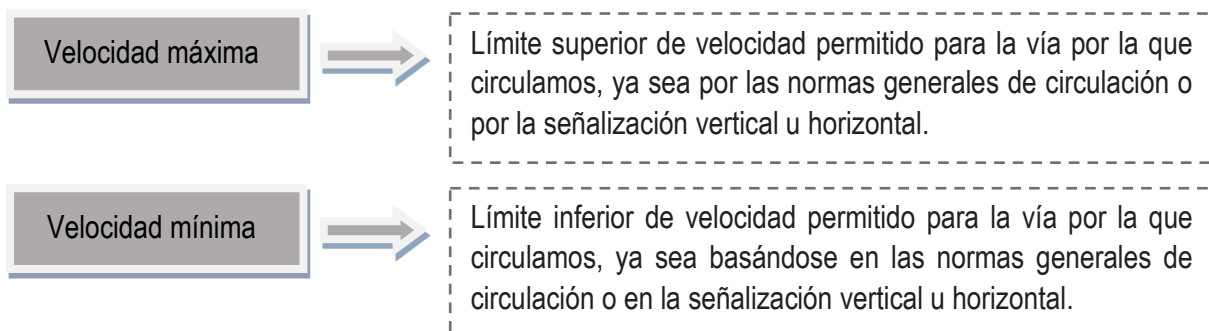 Velocidad máxima
Límite superior de velocidad permitido para la vía por la que
circulamos, ya sea por las normas generales de circulación o
por la señalización vertical u horizontal.
Velocidad mínima
Límite inferior de velocidad permitido para la vía por la que
circulamos, ya sea basándose en las normas generales de
circulación o en la señalización vertical u horizontal.